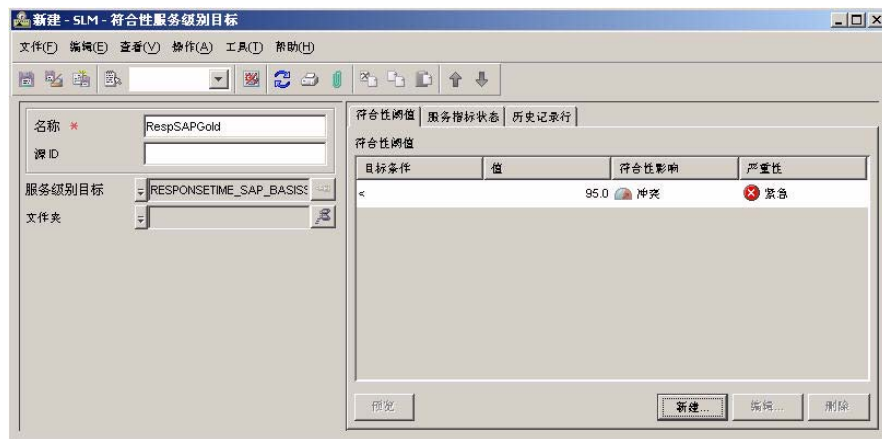 新建 - SLM - 符合性服务级别目标
文件(F) 编辑(E) 查看(V) 操作(A) 工具(T) 帮助(H)
名称 * RespSAPGold
源 ID
服务级别目标 RESPONSETIME_SAP_BASISS
文件夹
符合性阈值 服务指标状态 历史记录行
符合性阈值
目标条件 值 符合性影响 严重性
< 95.0 冲突 紧急
预览 新建... 编辑... 删除